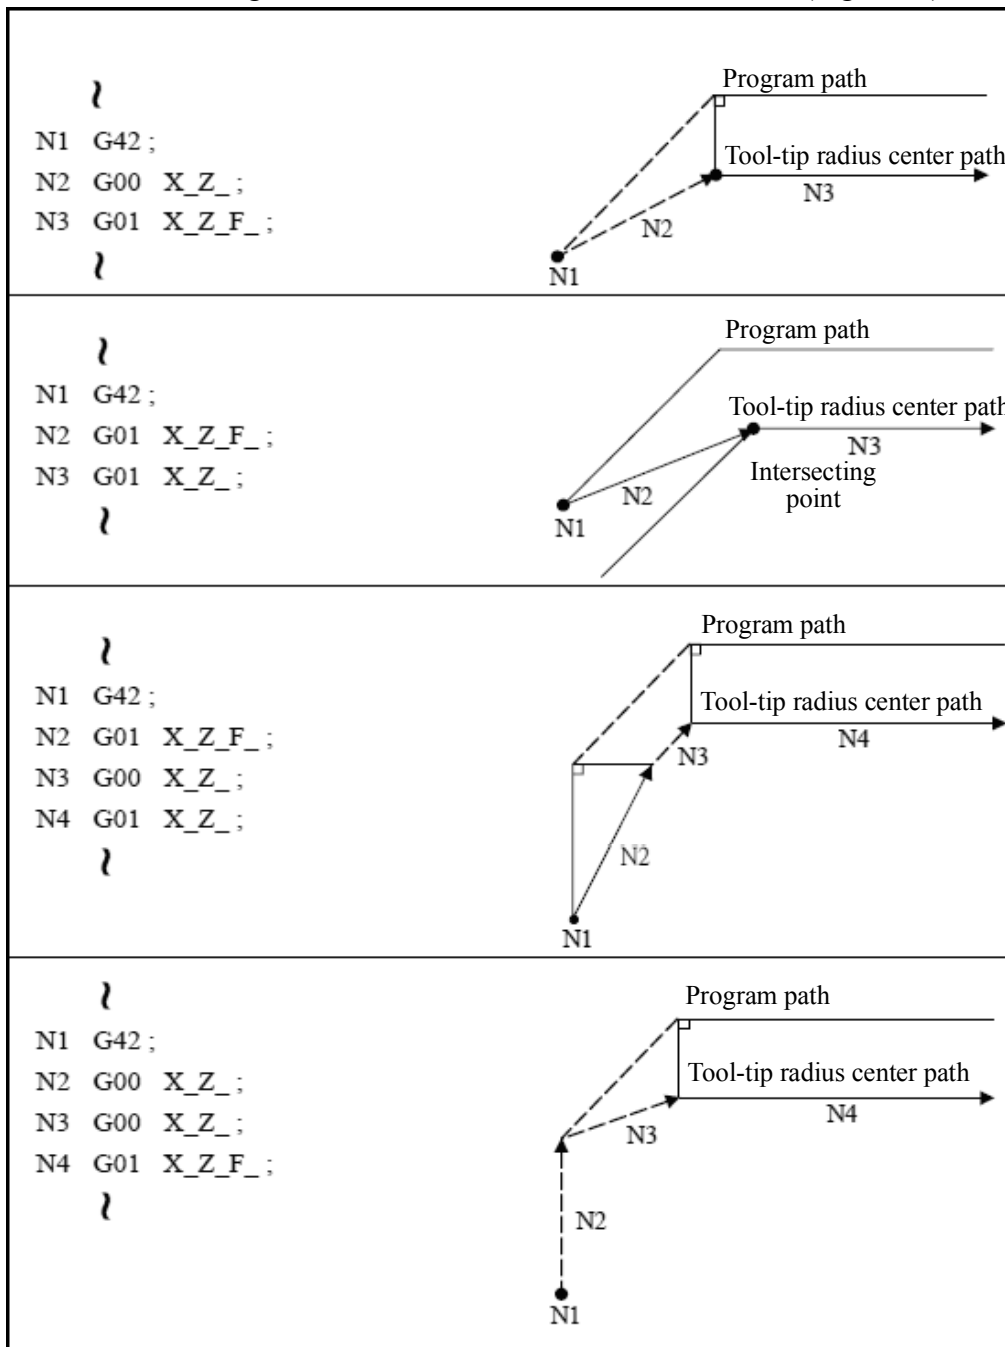 N1 G42 ;
N2 G00 X_Z_ ;
N3 G01 X_Z_F_ ;
Program path
Tool-tip radius center path
N3
N2
N1
N1 G42 ;
N2 G01 X_Z_F_ ;
N3 G01 X_Z_ ;
Program path
Tool-tip radius center path
N3
Intersecting
point
N2
N1
N1 G42 ;
N2 G01 X_Z_F_ ;
N3 G00 X_Z_ ;
N4 G01 X_Z_ ;
Program path
Tool-tip radius center path
N4
N3
N2
N1
N1 G42 ;
N2 G00 X_Z_ ;
N3 G00 X_Z_ ;
N4 G01 X_Z_F_ ;
Program path
Tool-tip radius center path
N4
N3
N2
N1